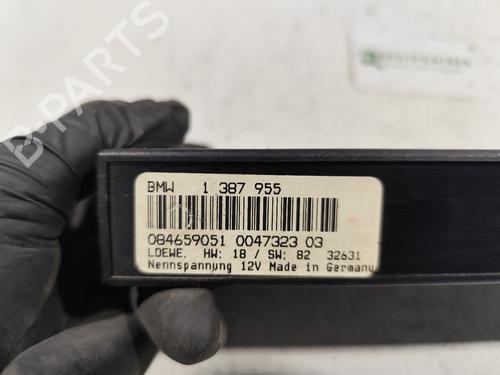 BMW 1 387 955
084659051 0047323 03
LOEWE. HW: 18 / SW: 82 32631
Nennspannung 12V Made in Germany
B-PARTS